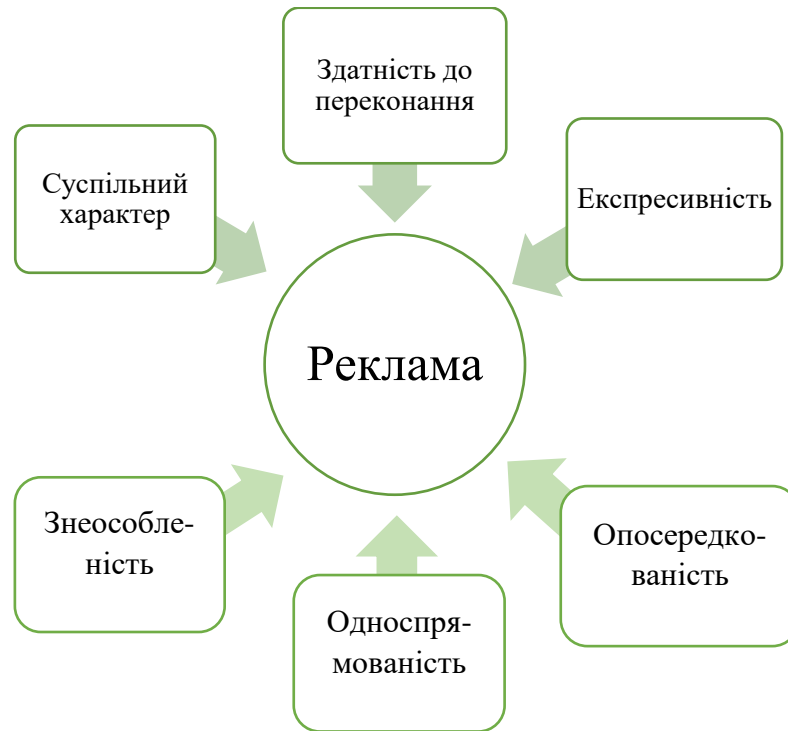 Здатність до
переконання
Суспільний
характер
Експресивність
Реклама
Знеособле-
ність
Опосередко-
ваність
Односпря-
мованість